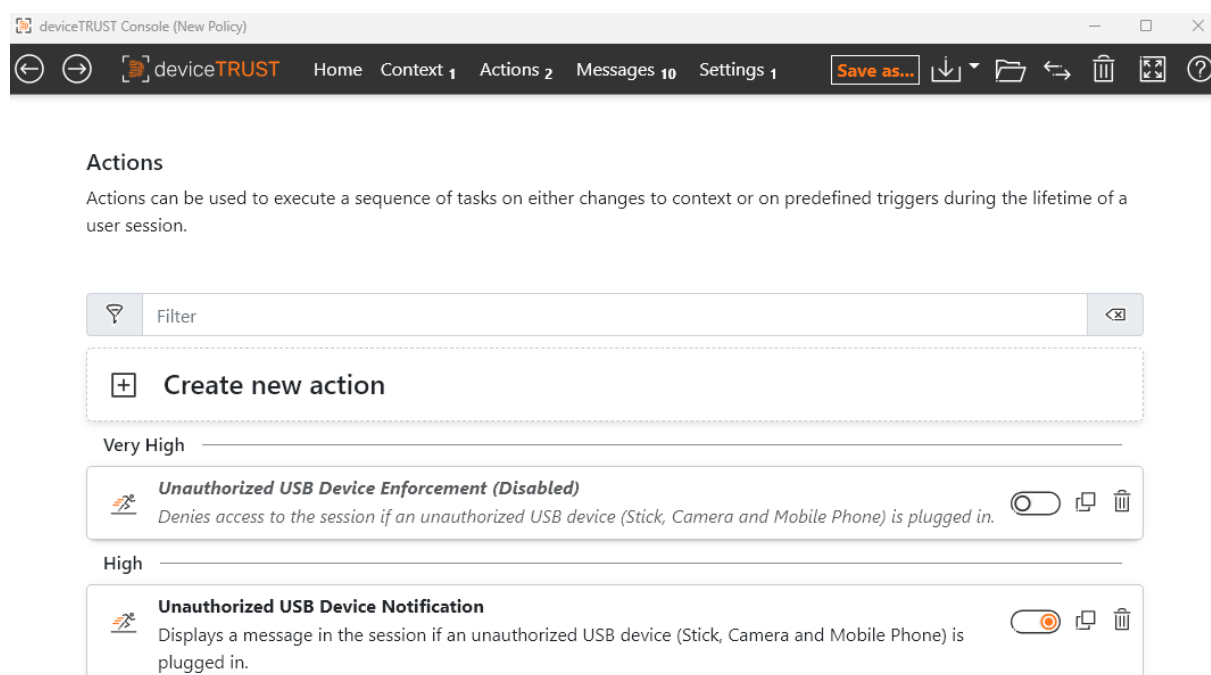 deviceTRUST Console (New Policy)
deviceTRUST Home Context 1 Actions 2 Messages 10 Settings 1 Save as...
Actions
Actions can be used to execute a sequence of tasks on either changes to context or on predefined triggers during the lifetime of a
user session.
Filter
Create new action
Very High
Unauthorized USB Device Enforcement (Disabled)
Denies access to the session if an unauthorized USB device (Stick, Camera and Mobile Phone) is plugged in.
High
Unauthorized USB Device Notification
Displays a message in the session if an unauthorized USB device (Stick, Camera and Mobile Phone) is
plugged in.